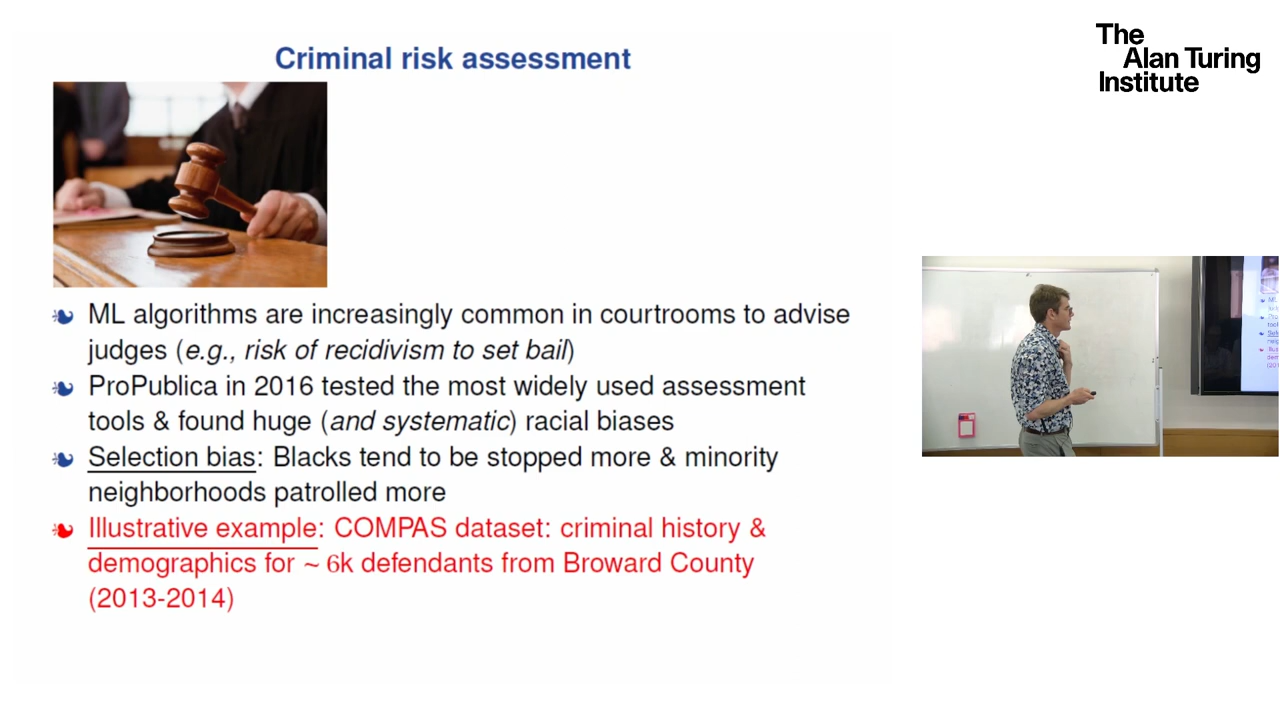 Criminal risk assessment
The
Alan Turing
Institute
ML algorithms are increasingly common in courtrooms to advise
judges (e.g., risk of recidivism to set bail)
ProPublica in 2016 tested the most widely used assessment
tools & found huge (and systematic) racial biases
Selection bias: Blacks tend to be stopped more & minority
neighborhoods patrolled more
Illustrative example: COMPAS dataset: criminal history &
demographics for ~ 6k defendants from Broward County
(2013-2014)